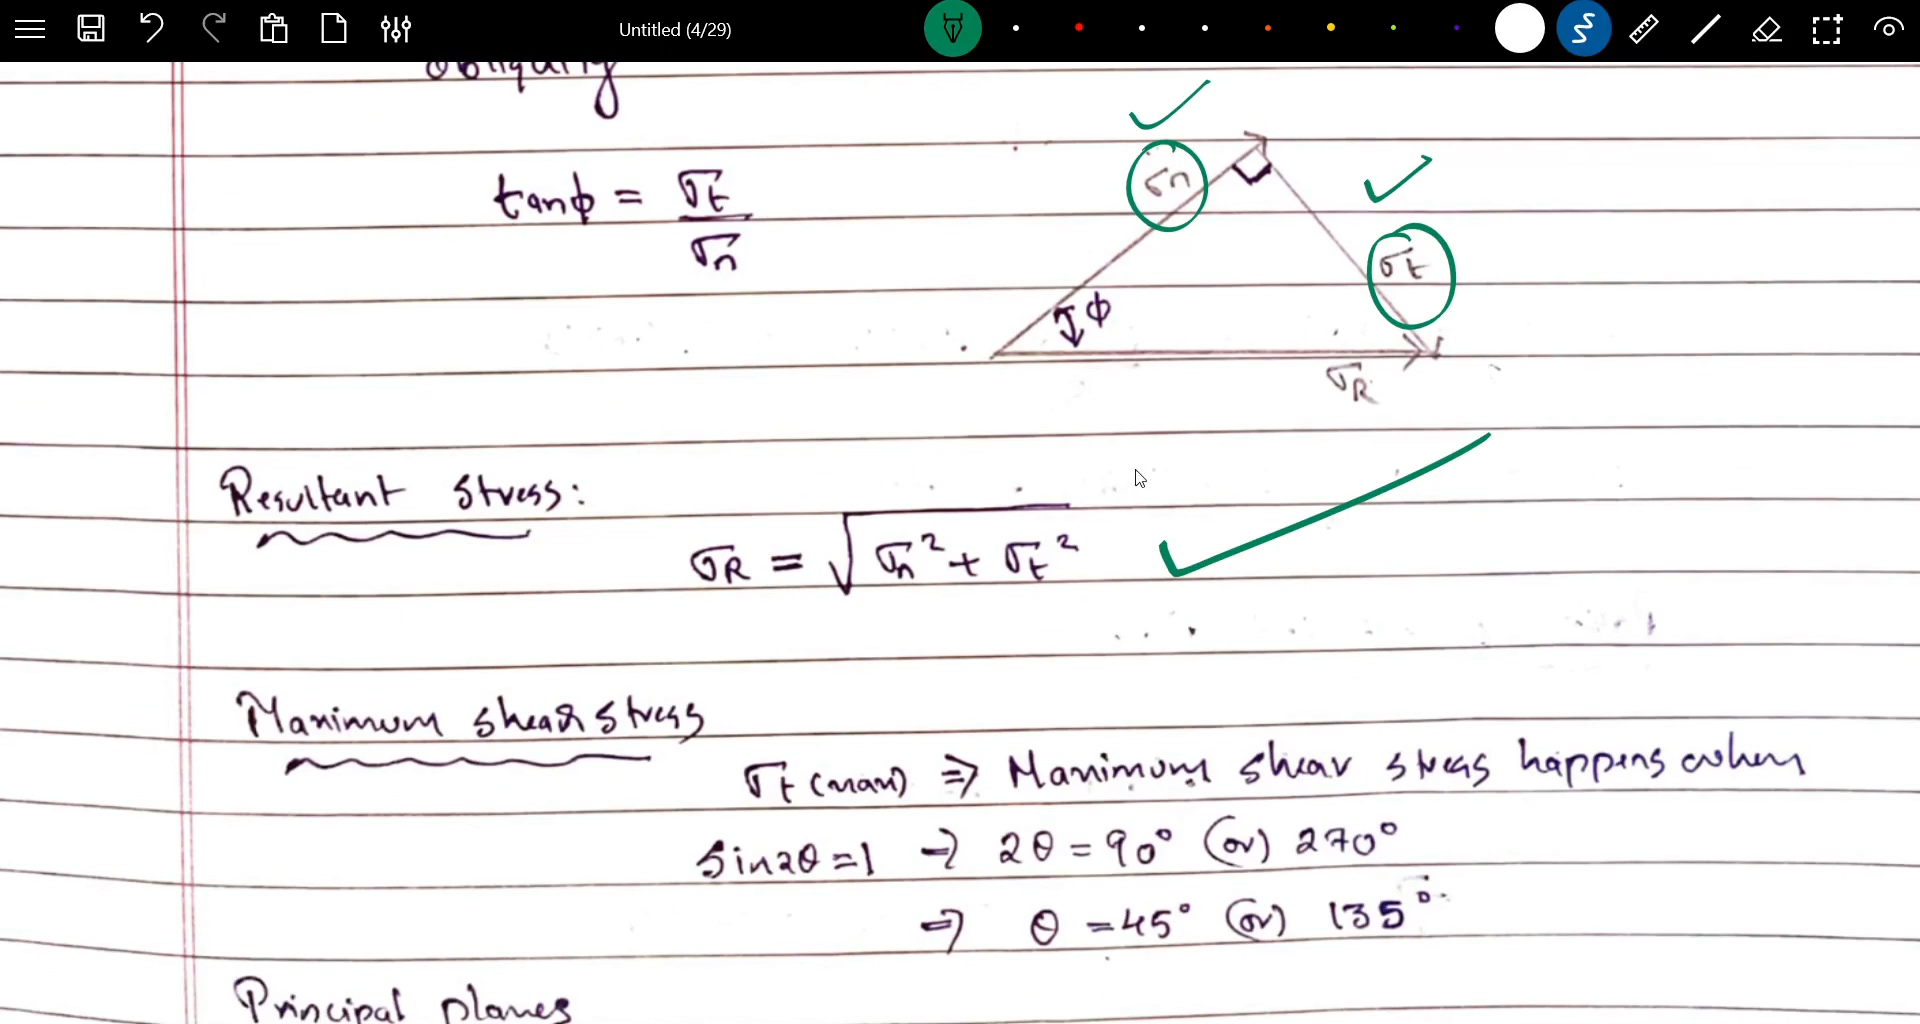 Untitled (4/29)
obliquity
tanϕ = σt / σn
σn
σt
ϕ
σR
Resultant stress:
σR = √σn² + σt²
Maximum shear stress
σt (max) ⇒ Maximum shear stress happens when
sin2θ = 1 ⇒ 2θ = 90° (or) 270°
⇒ θ = 45° (or) 135°
Principal planes